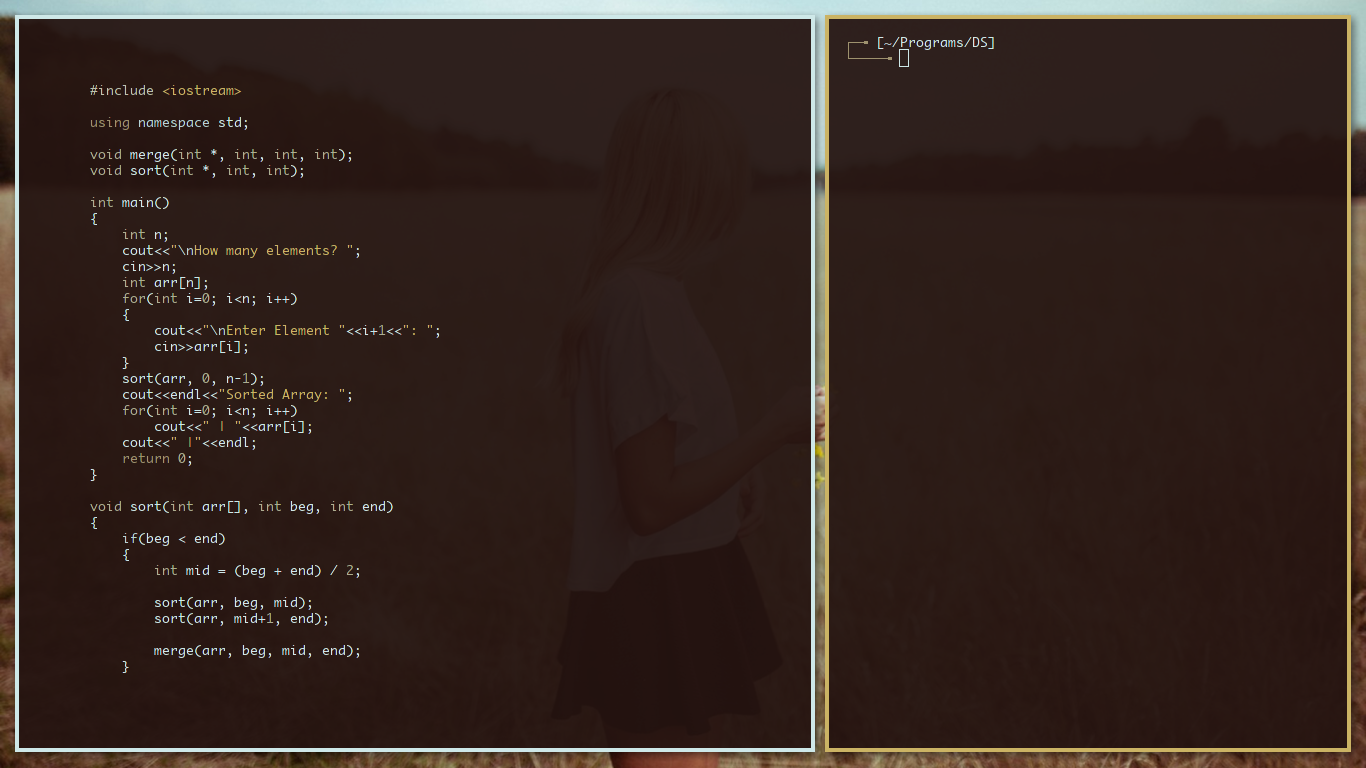 #include <iostream>
using namespace std;
void merge(int *, int, int, int);
void sort(int *, int, int);
int main()
{
    int n;
    cout<<"\nHow many elements? ";
    cin>>n;
    int arr[n];
    for(int i=0; i<n; i++)
    {
        cout<<"\nEnter Element "<<i+1<<": ";
        cin>>arr[i];
    }
    sort(arr, 0, n-1);
    cout<<endl<<"Sorted Array: ";
    for(int i=0; i<n; i++)
        cout<<" | "<<arr[i];
    cout<<" |"<<endl;
    return 0;
}
void sort(int arr[], int beg, int end)
{
    if(beg < end)
    {
        int mid = (beg + end) / 2;
        sort(arr, beg, mid);
        sort(arr, mid+1, end);
        merge(arr, beg, mid, end);
    }
[~/Programs/DS]